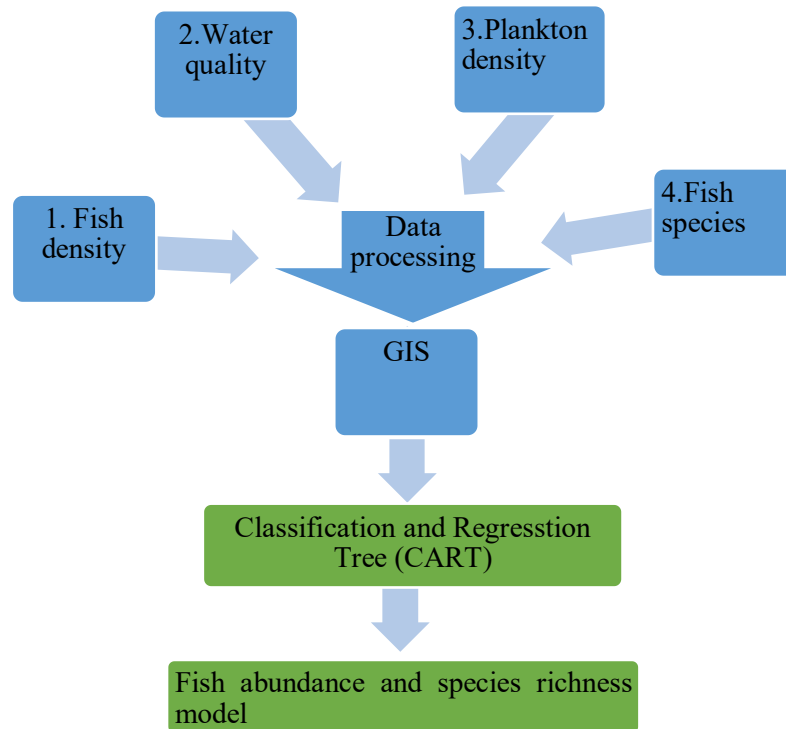 2.Water
quality
3.Plankton
density
1. Fish
density
4.Fish
species
Data
processing
GIS
Classification and Regresstion
Tree (CART)
Fish abundance and species richness
model